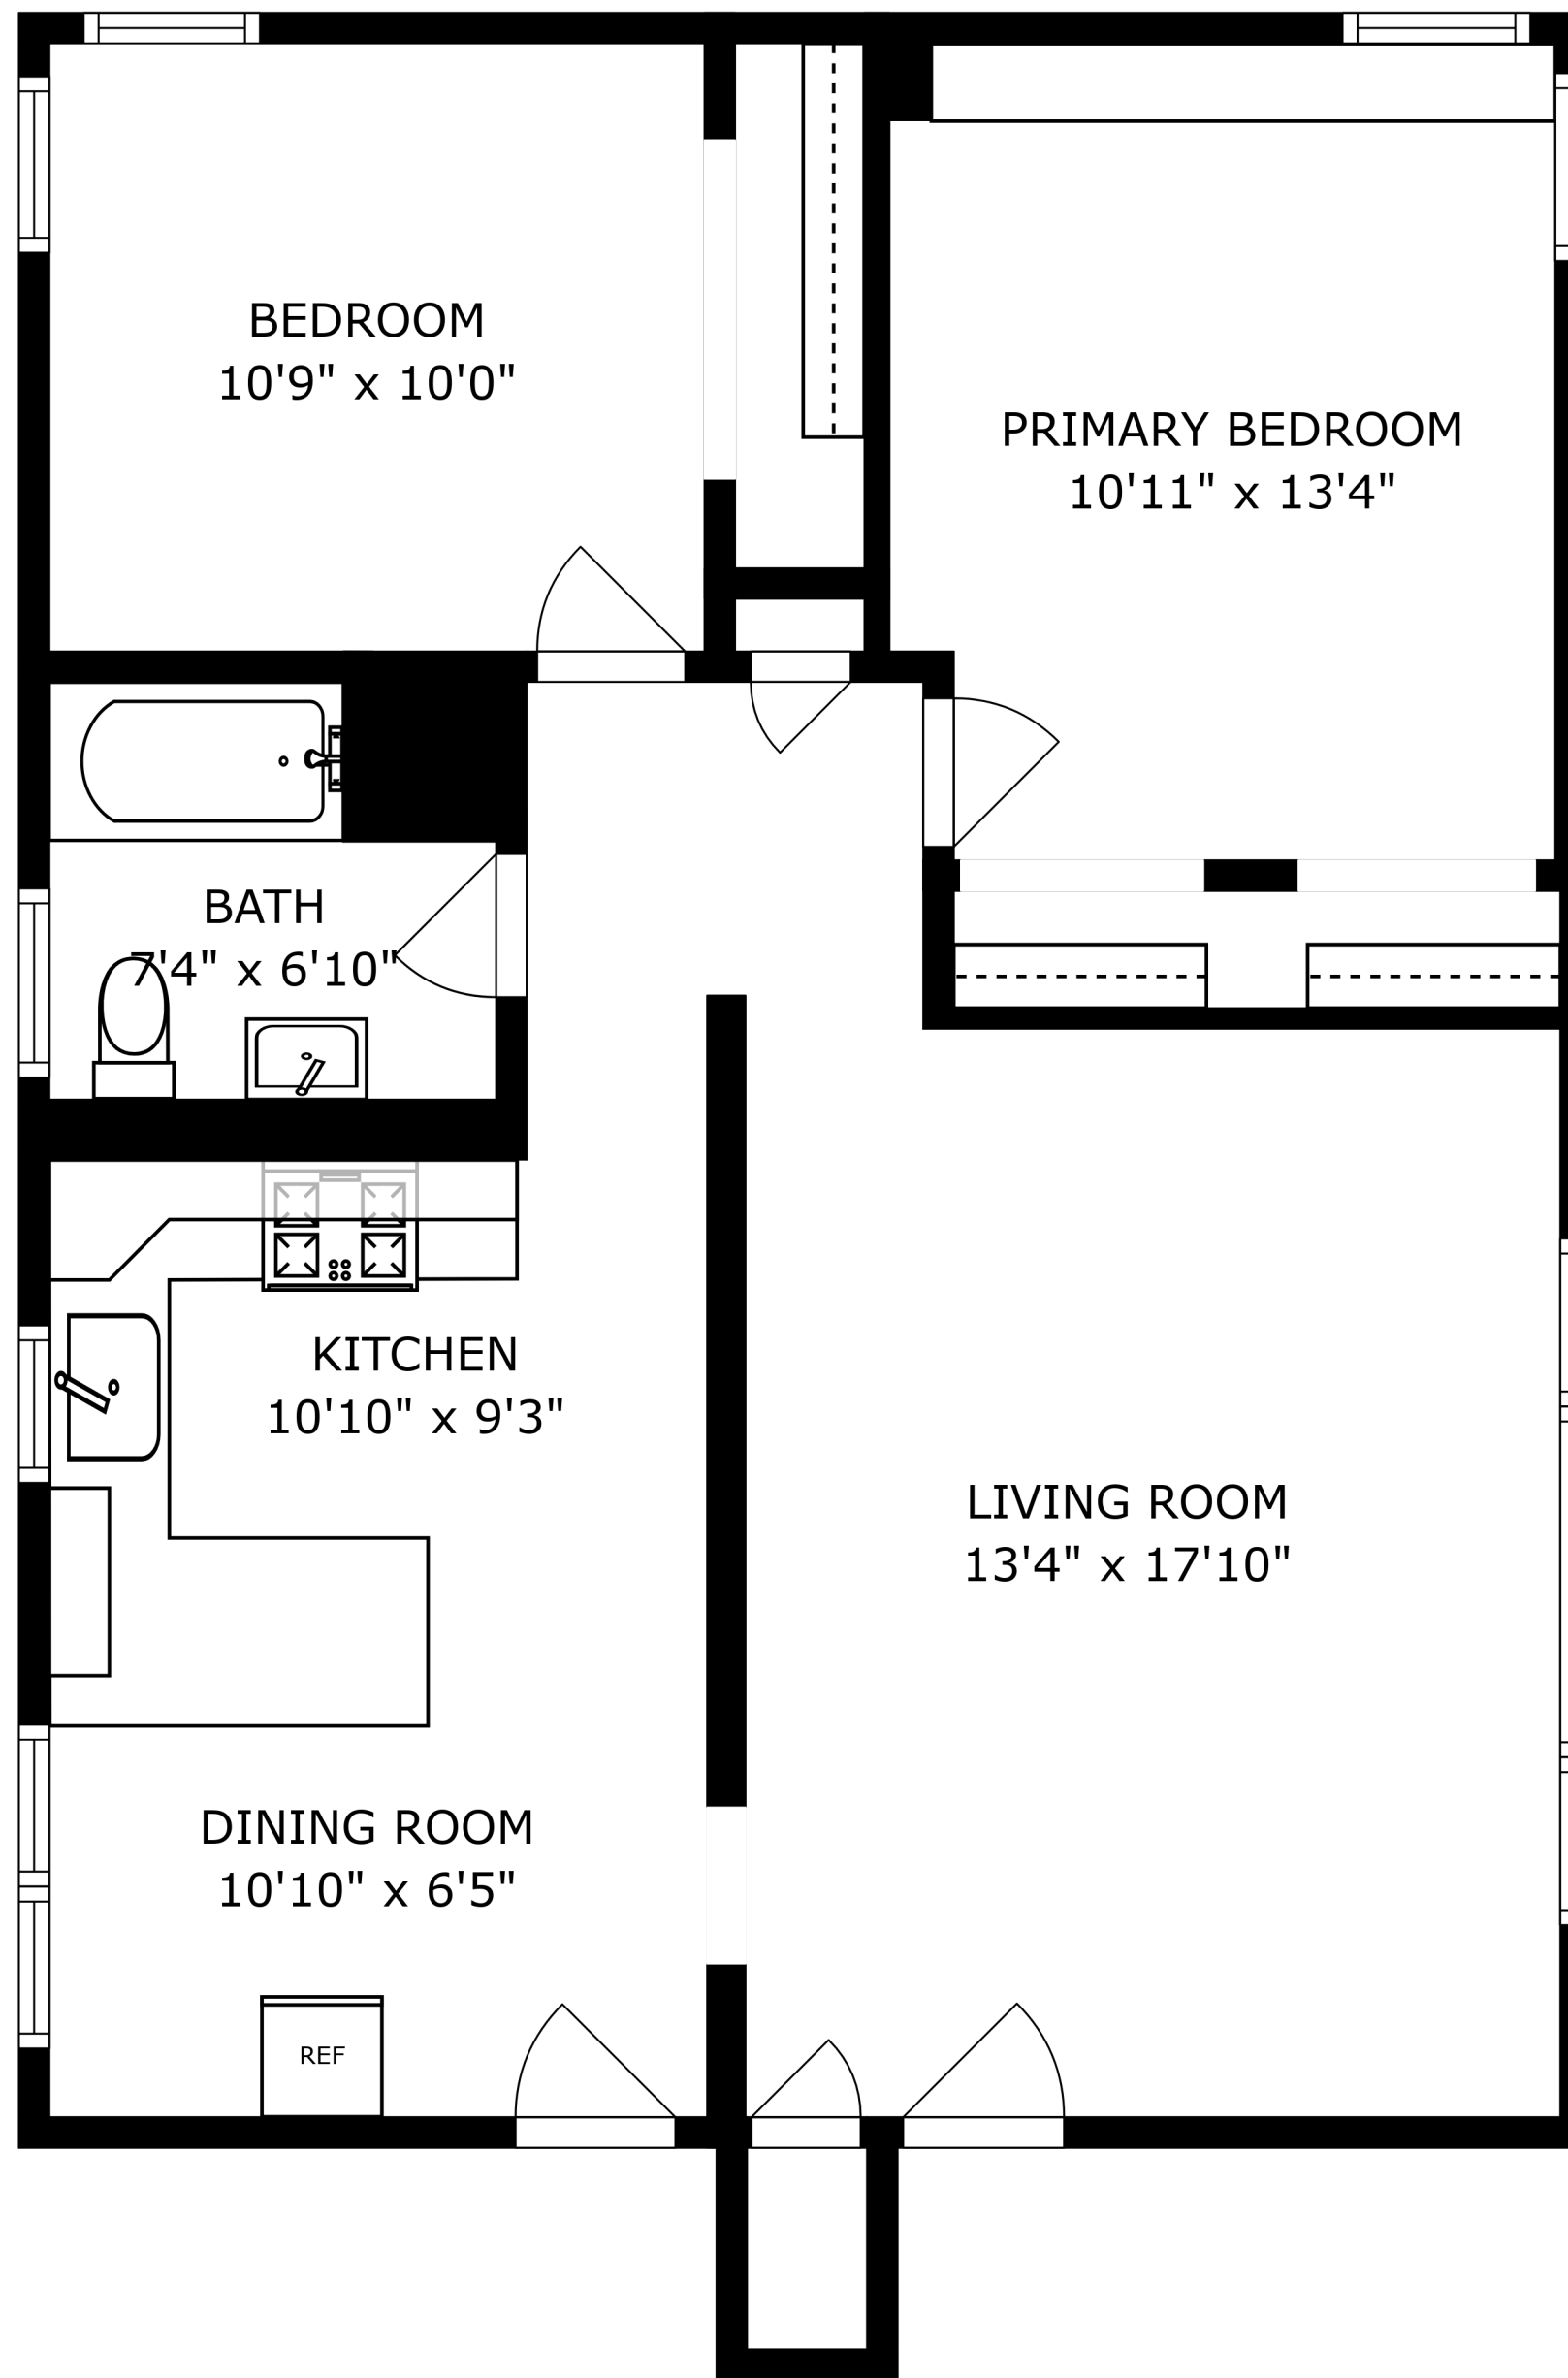 BEDROOM
10'9" x 10'0"
PRIMARY BEDROOM
10'11" x 13'4"
BATH
7'4" x 6'10"
KITCHEN
10'10" x 9'3"
LIVING ROOM
13'4" x 17'10"
DINING ROOM
10'10" x 6'5"
REF